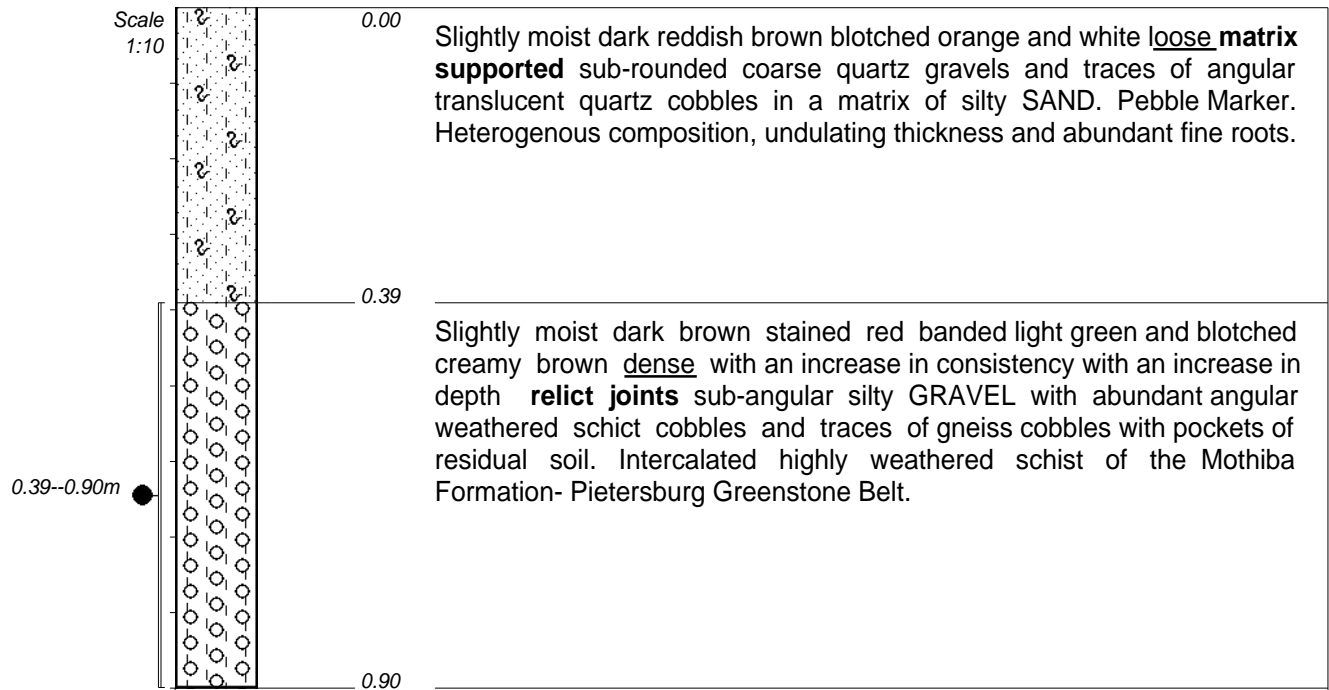 Scale
1:10
0.00
Slightly moist dark reddish brown blotched orange and white loose matrix
supported sub-rounded coarse quartz gravels and traces of angular
translucent quartz cobbles in a matrix of silty SAND. Pebble Marker.
Heterogenous composition, undulating thickness and abundant fine roots.
0.39
Slightly moist dark brown stained red banded light green and blotched
creamy brown dense with an increase in consistency with an increase in
depth relict joints sub-angular silty GRAVEL with abundant angular
weathered schict cobbles and traces of gneiss cobbles with pockets of
residual soil. Intercalated highly weathered schist of the Mothiba
Formation- Pietersburg Greenstone Belt.
0.39--0.90m
0.90